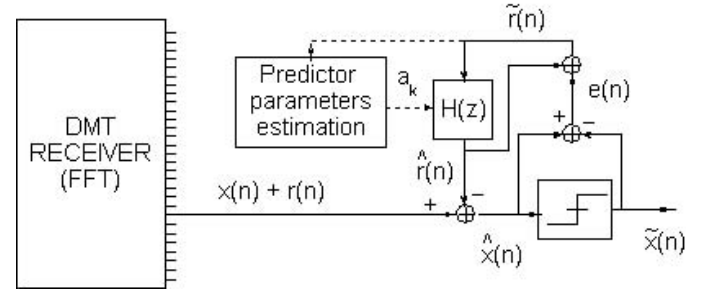 r̃(n)
Predictor
parameters
estimation
a_k
H(z)
e(n)
+
−
DMT
RECEIVER
(FFT)
r̂(n)
−
x(n) + r(n)
+
x̂(n)
x̃(n)